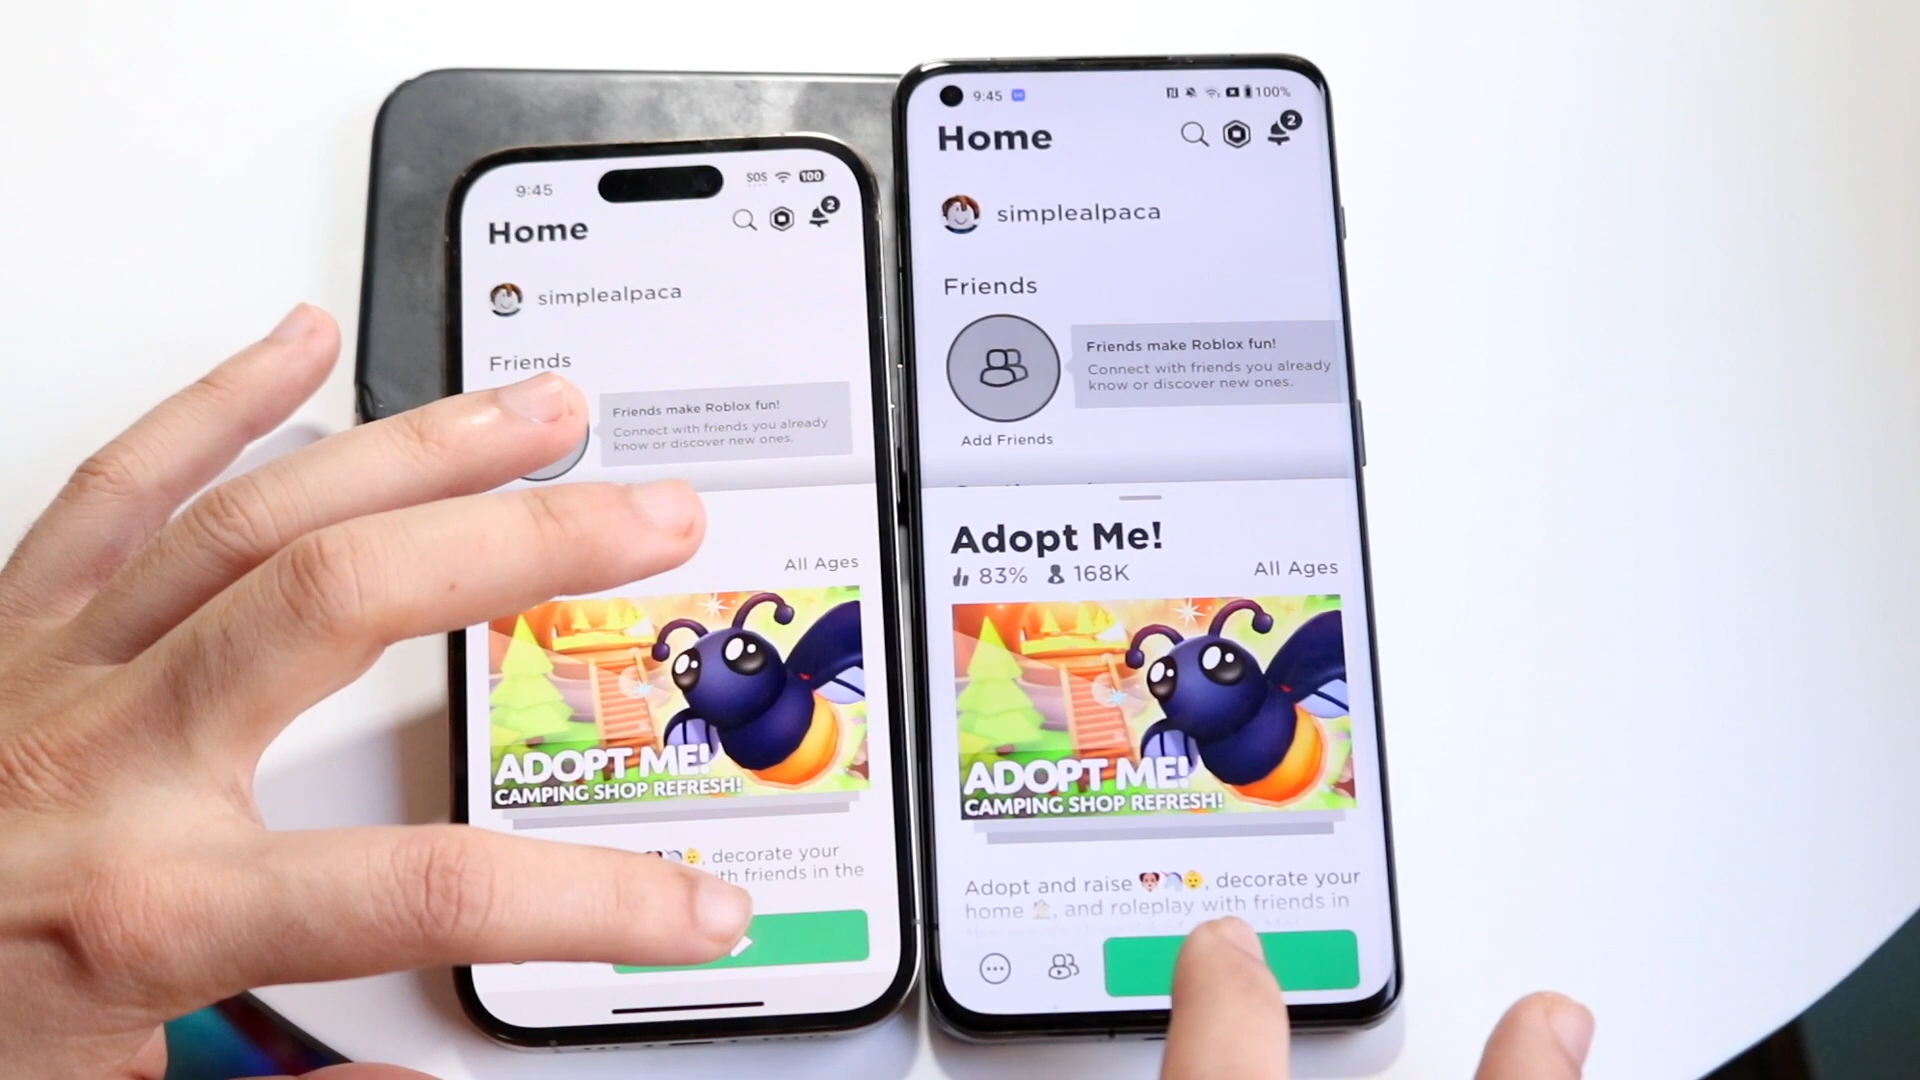 9:45
SOS
100
Home
2
simplealpaca
Friends
Friends make Roblox fun!
Connect with friends you already
know or discover new ones.
All Ages
ADOPT ME!
CAMPING SHOP REFRESH!
, decorate your
with friends in the
9:45
100%
Home
2
simplealpaca
Friends
Friends make Roblox fun!
Connect with friends you already
know or discover new ones.
Add Friends
Adopt Me!
83% 168K
All Ages
ADOPT ME!
CAMPING SHOP REFRESH!
Adopt and raise 🐶🦄👶, decorate your
home 🏠, and roleplay with friends in